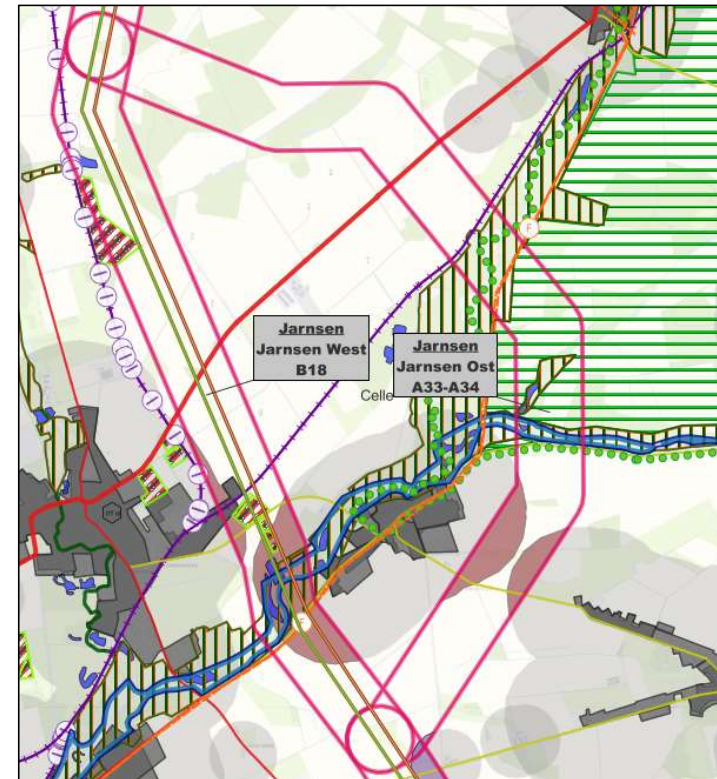 F
Jarnsen
Jarnsen West
B18
Jarnsen
Jarnsen Ost
A33-A34
Celle
F